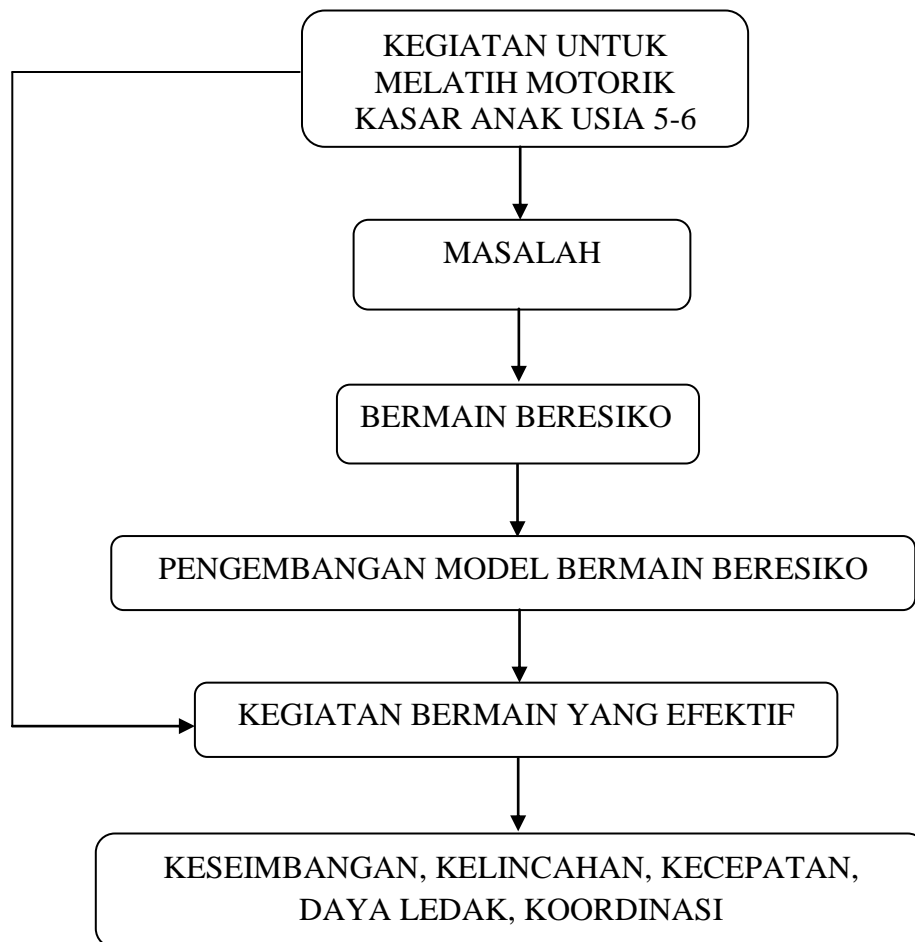 KEGIATAN UNTUK
MELATIH MOTORIK
KASAR ANAK USIA 5-6
MASALAH
BERMAIN BERESIKO
PENGEMBANGAN MODEL BERMAIN BERESIKO
KEGIATAN BERMAIN YANG EFEKTIF
KESEIMBANGAN, KELINCAHAN, KECEPATAN,
DAYA LEDAK, KOORDINASI